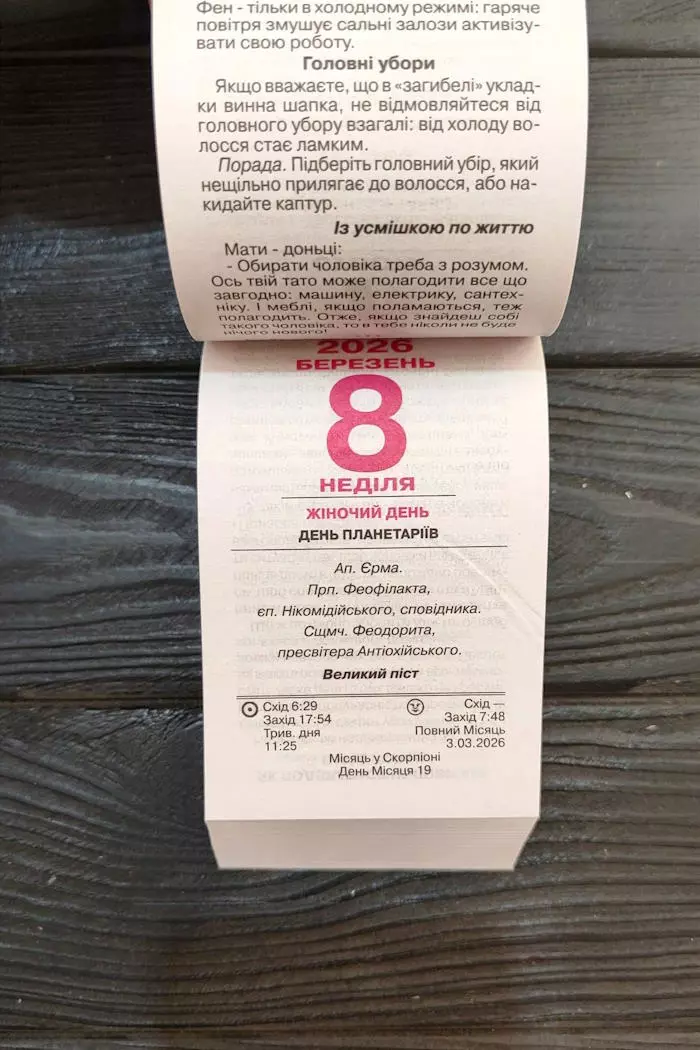 Фен - тільки в холодному режимі: гаряче
повітря змушує сальні залози активізу-
вати свою роботу.
Головні убори
Якщо вважаєте, що в «загибелі» уклад-
ки винна шапка, не відмовляйтеся від
головного убору взагалі: від холоду во-
лосся стає ламким.
Порада. Підберіть головний убір, який
нещільно прилягає до волосся, або на-
кидайте каптур.
Із усмішкою по життю
Мати - доньці:
- Обирати чоловіка треба з розумом.
Ось твій тато може полагодити все що
завгодно: машину, електрику, сантех-
ніку. І меблі, якщо поламаються, теж
полагодить. Отже, якщо знайдеш собі
такого чоловіка, то в тебе ніколи не буде
нічого нового!
2026
БЕРЕЗЕНЬ
8
НЕДІЛЯ
ЖІНОЧИЙ ДЕНЬ
ДЕНЬ ПЛАНЕТАРІЇВ
Ап. Єрма.
Прп. Феофілакта,
єп. Нікомідійського, сповідника.
Сщмч. Феодорита,
пресвітера Антіохійського.
Великий піст
Схід 6:29
Захід 17:54
Трив. дня
11:25
Схід —
Захід 7:48
Повний Місяць
3.03.2026
Місяць у Скорпіоні
День Місяця 19